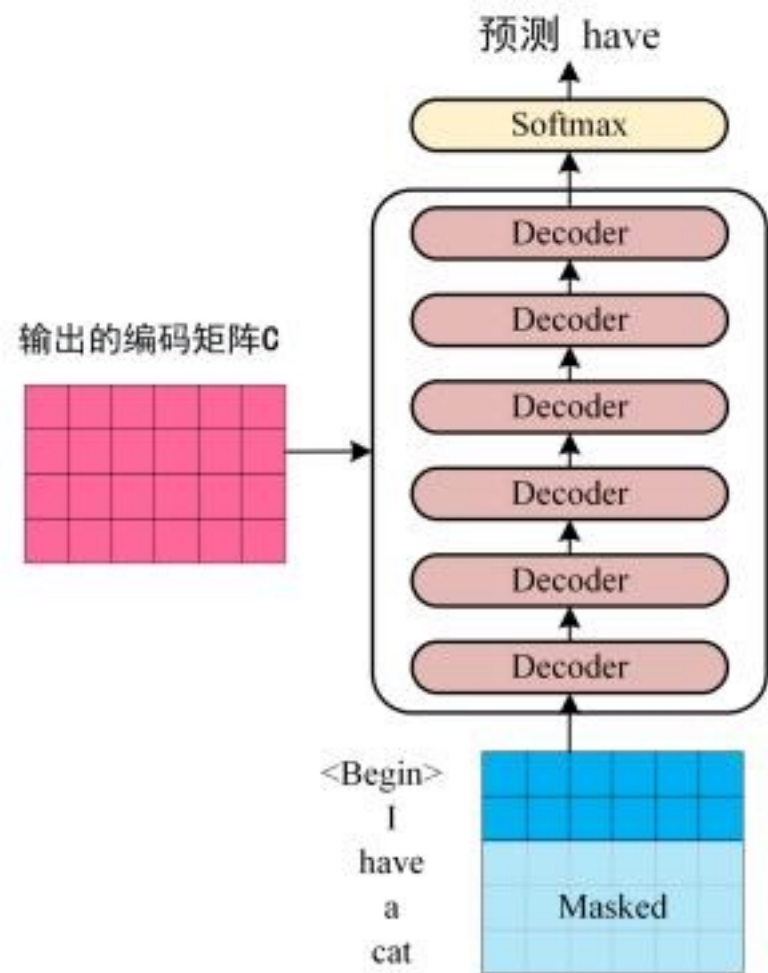 预测 have
Softmax
Decoder
Decoder
输出的编码矩阵C
Decoder
Decoder
Decoder
Decoder
<Begin>
I
have
a
Masked
cat